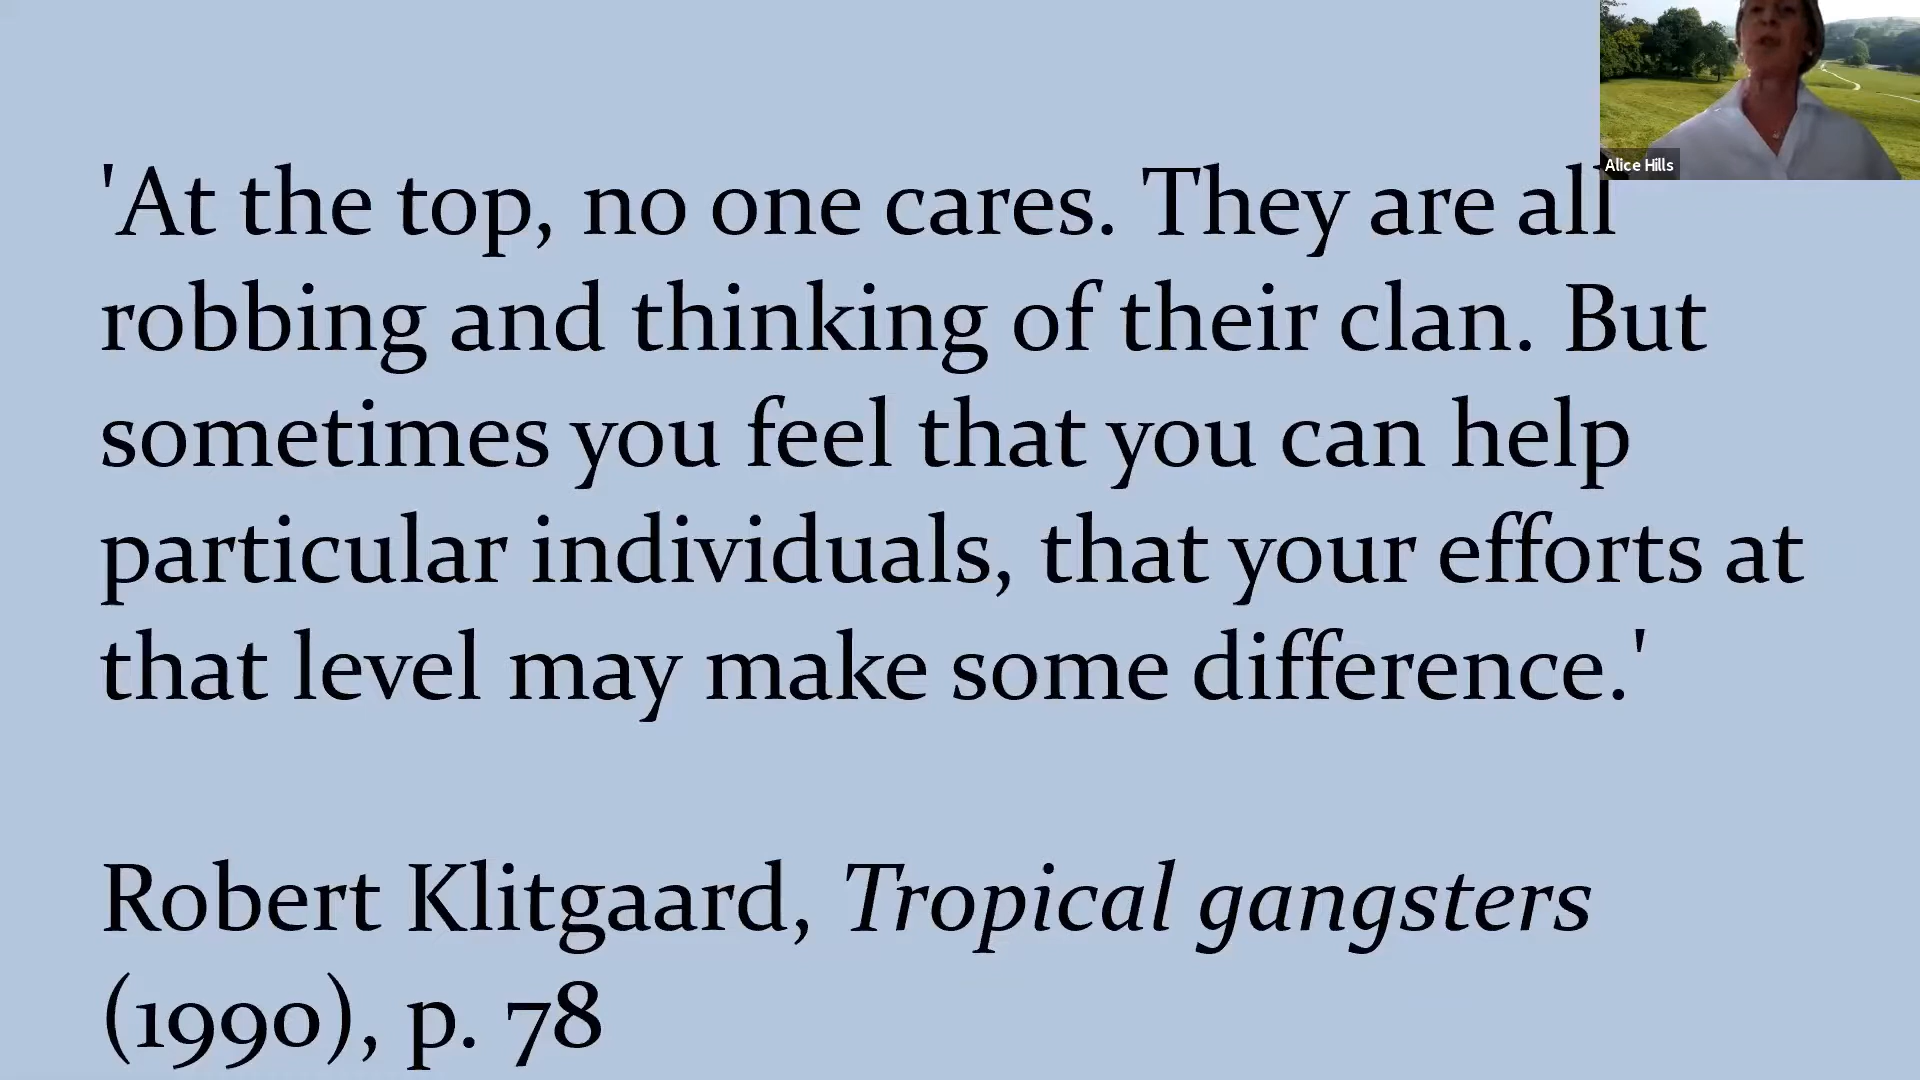 Alice Hills
'At the top, no one cares. They are all
robbing and thinking of their clan. But
sometimes you feel that you can help
particular individuals, that your efforts at
that level may make some difference.'
Robert Klitgaard, Tropical gangsters
(1990), p. 78